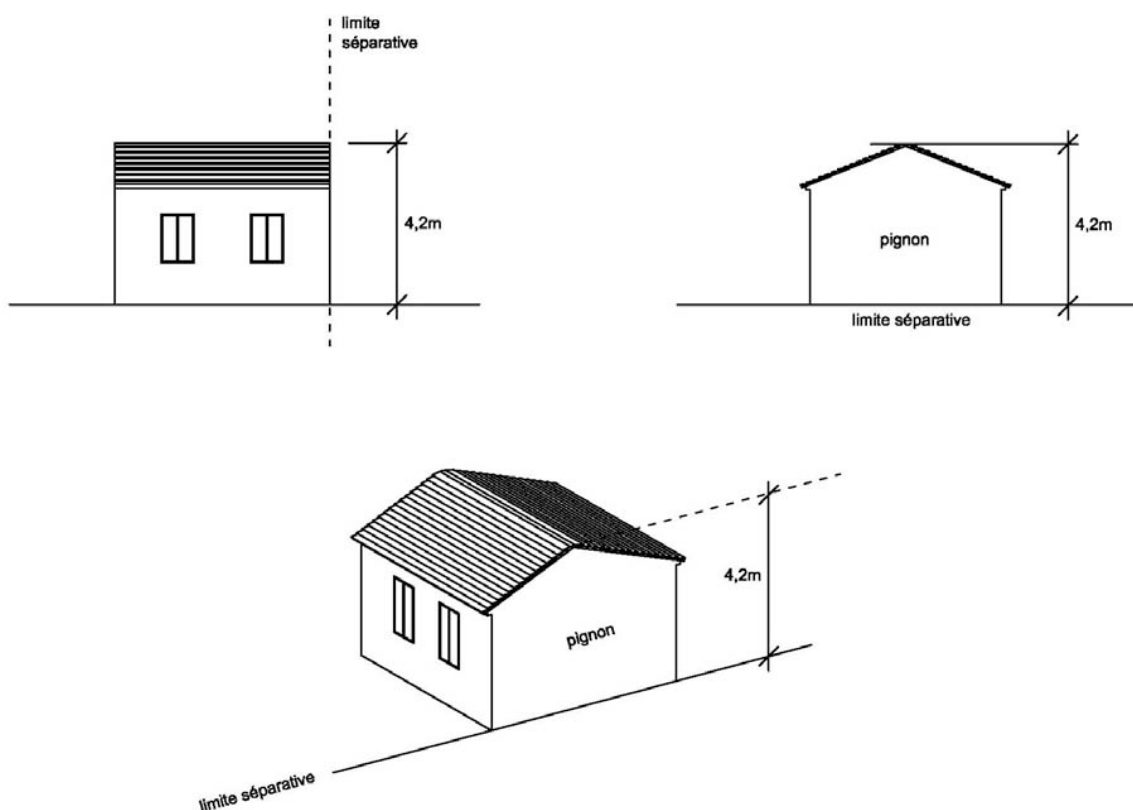 limite
séparative
4,2m
pignon
4,2m
limite séparative
4,2m
pignon
limite séparative